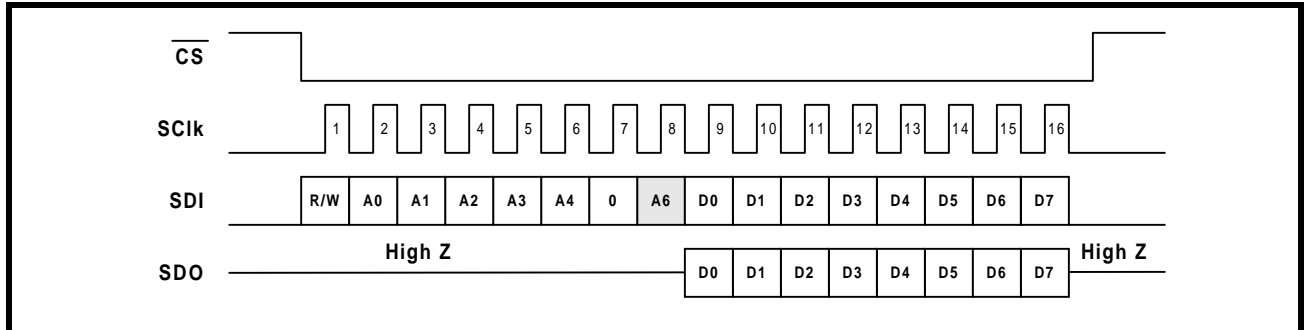 CS
SClk 1 2 3 4 5 6 7 8 9 10 11 12 13 14 15 16
SDI R/W A0 A1 A2 A3 A4 0 A6 D0 D1 D2 D3 D4 D5 D6 D7
High Z High Z
SDO D0 D1 D2 D3 D4 D5 D6 D7